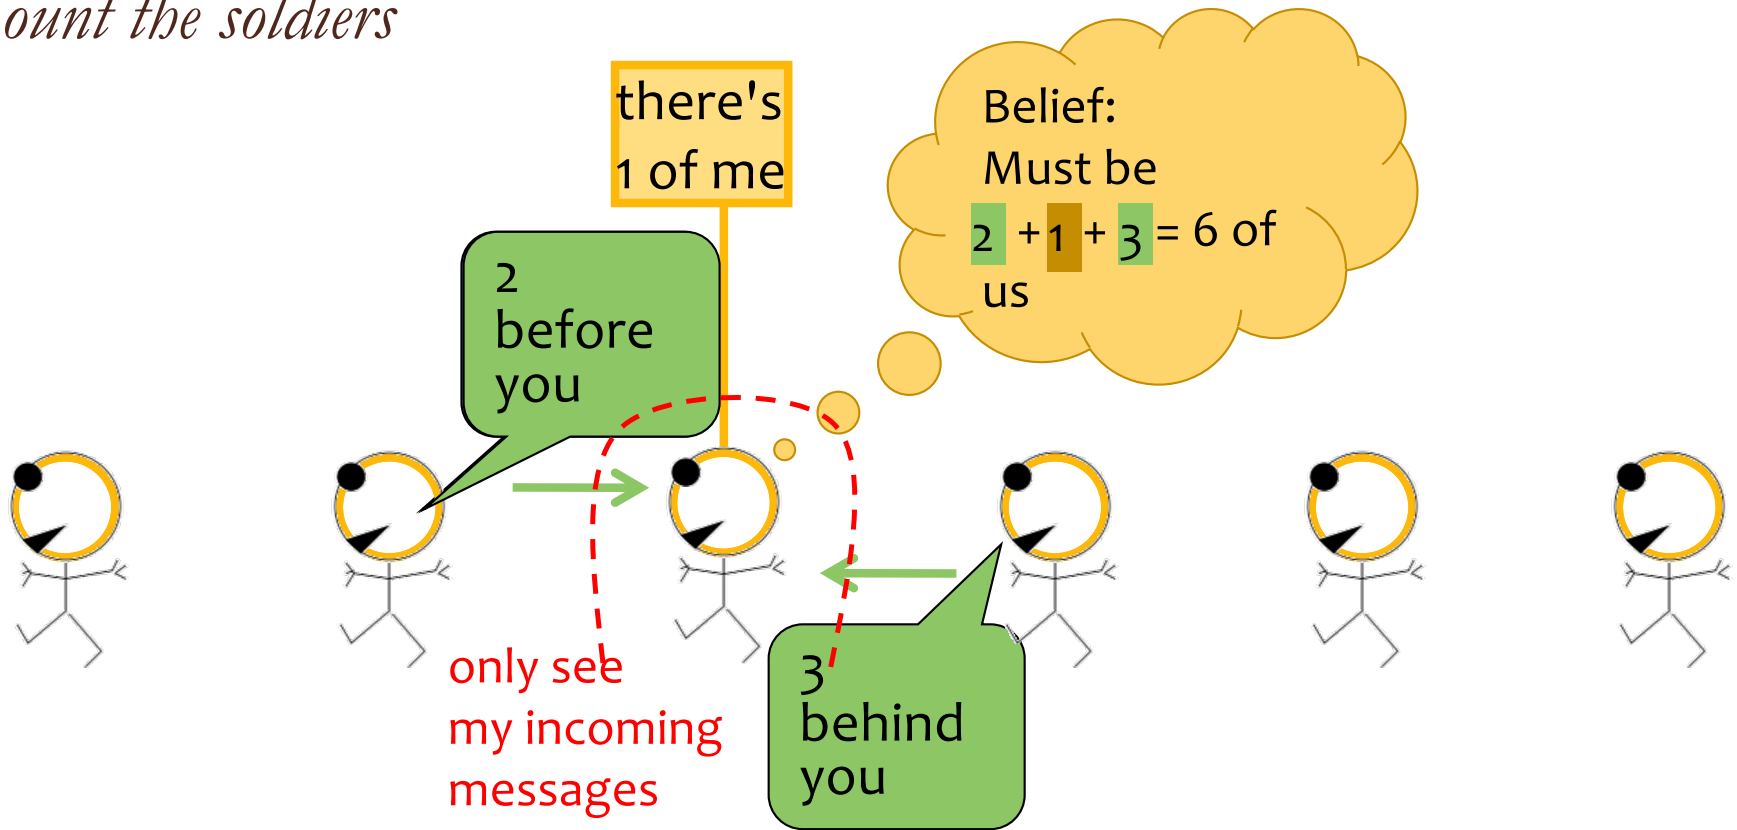 ount the soldiers
there's
1 of me
Belief:
Must be
2 + 1 + 3 = 6 of
us
2
before
you
only see
my incoming
messages
3
behind
you